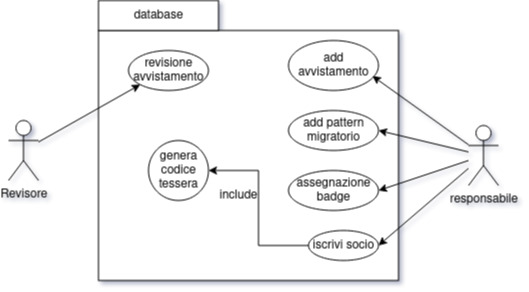 database
revisione
avvistamento
add
avvistamento
add pattern
migratorio
genera
codice
tessera
include
assegnazione
badge
iscrivi socio
Revisore
responsabile